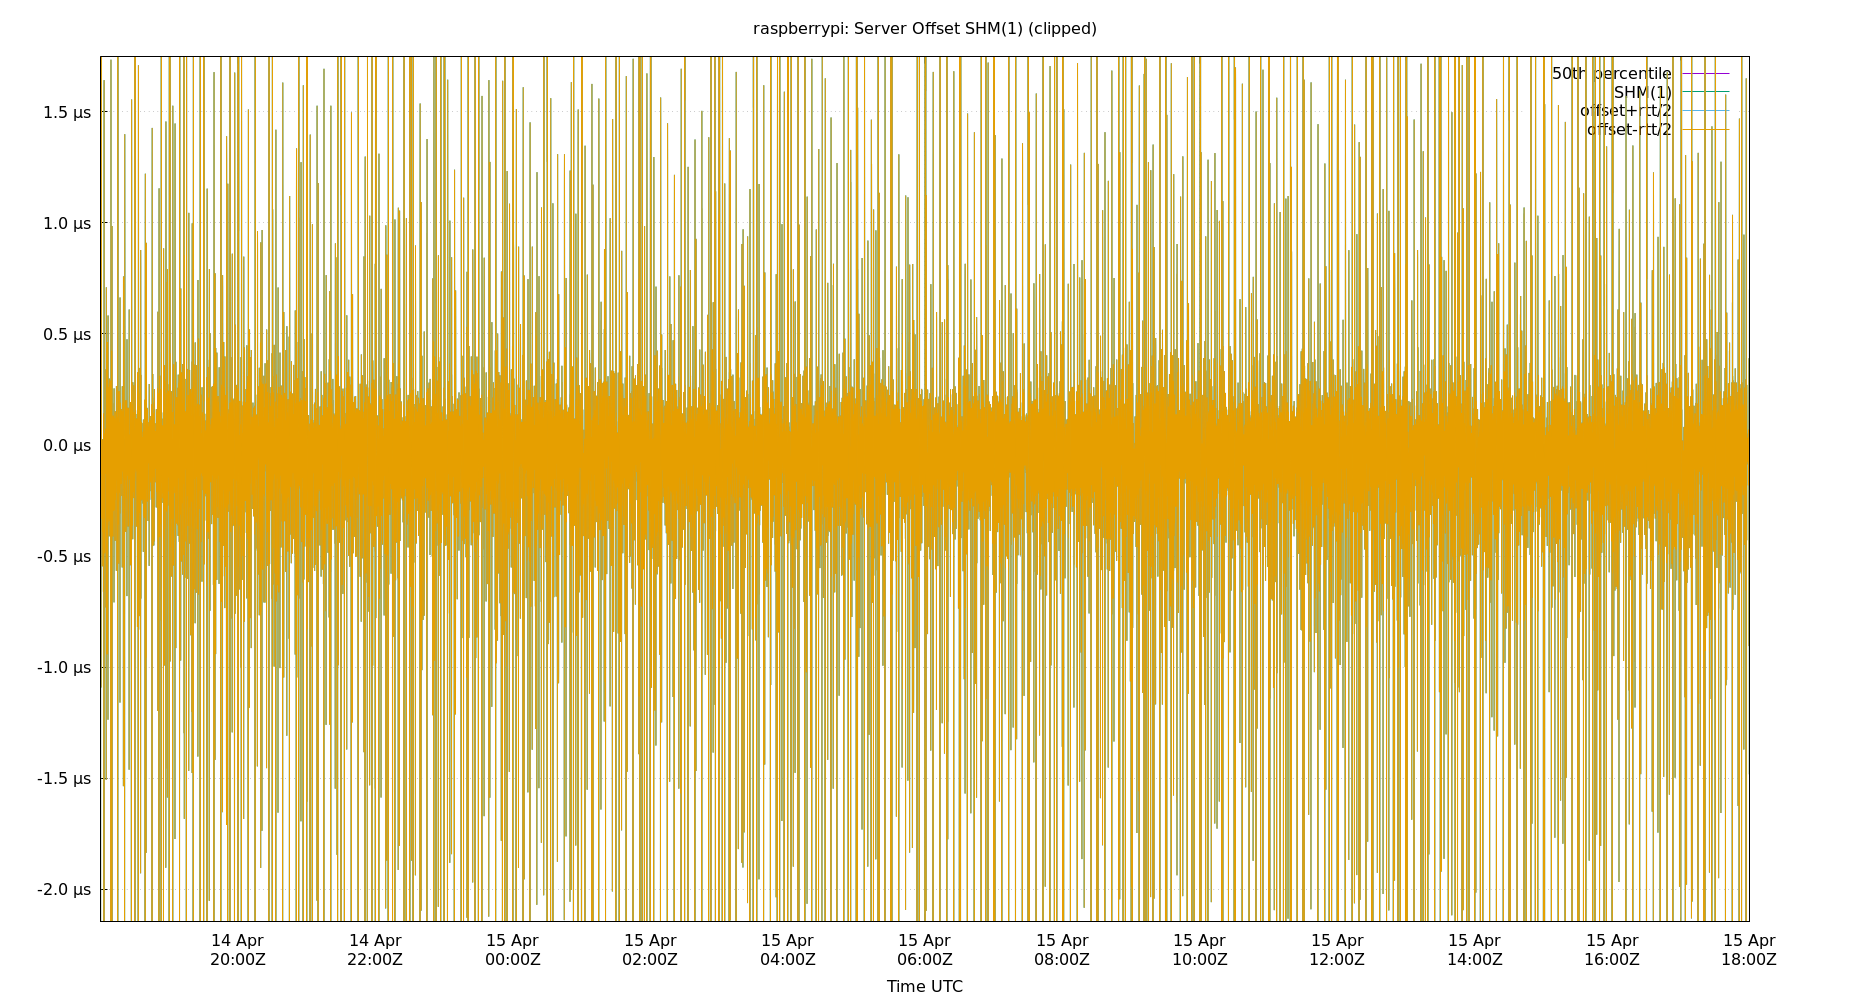 raspberrypi: Server Offset SHM(1) (clipped)
50th percentile
SHM(1)
offset+rtt/2
offset-rtt/2
1.5 µs
1.0 µs
0.5 µs
0.0 µs
-0.5 µs
-1.0 µs
-1.5 µs
-2.0 µs
14 Apr 14 Apr 15 Apr 15 Apr 15 Apr 15 Apr 15 Apr 15 Apr 15 Apr 15 Apr 15 Apr 15 Apr
20:00Z 22:00Z 00:00Z 02:00Z 04:00Z 06:00Z 08:00Z 10:00Z 12:00Z 14:00Z 16:00Z 18:00Z
Time UTC